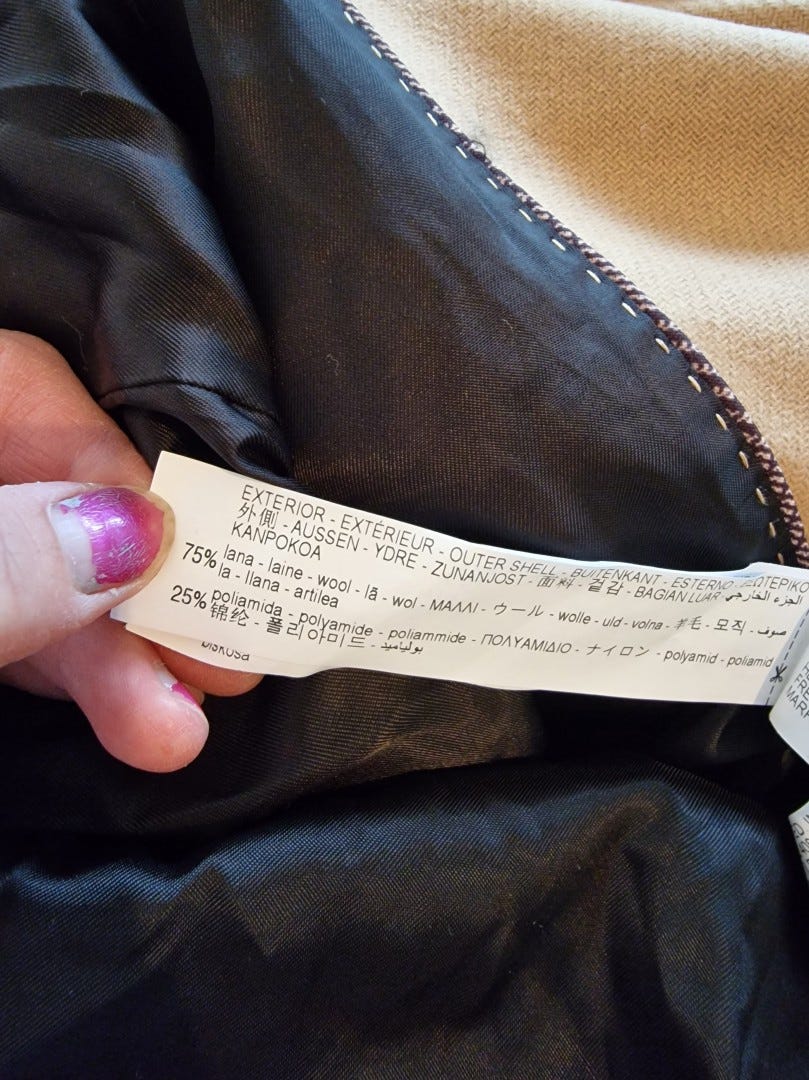 EXTERIOR - EXTÉRIEUR - OUTER SHELL - BUITENKANT - ESTERNO -
外側 - AUSSEN - YDRE - ZUNANJOST - 面料 - 겉감 - BAGIAN LUAR - الجزء الخارجي
KANPOKOA
75% lana - laine - wool - lã - wol - ΜΑΛΛΙ - ウール - wolle - uld - volna - 羊毛 - 모직 - صوف -
la - llana - artilea
25% poliamida - polyamide - poliammide - ΠΟΛΥΑΜΙΔΙΟ - ナイロン - polyamid - poliamid
锦纶 - 폴리아미드 - بولياميد
biskosa